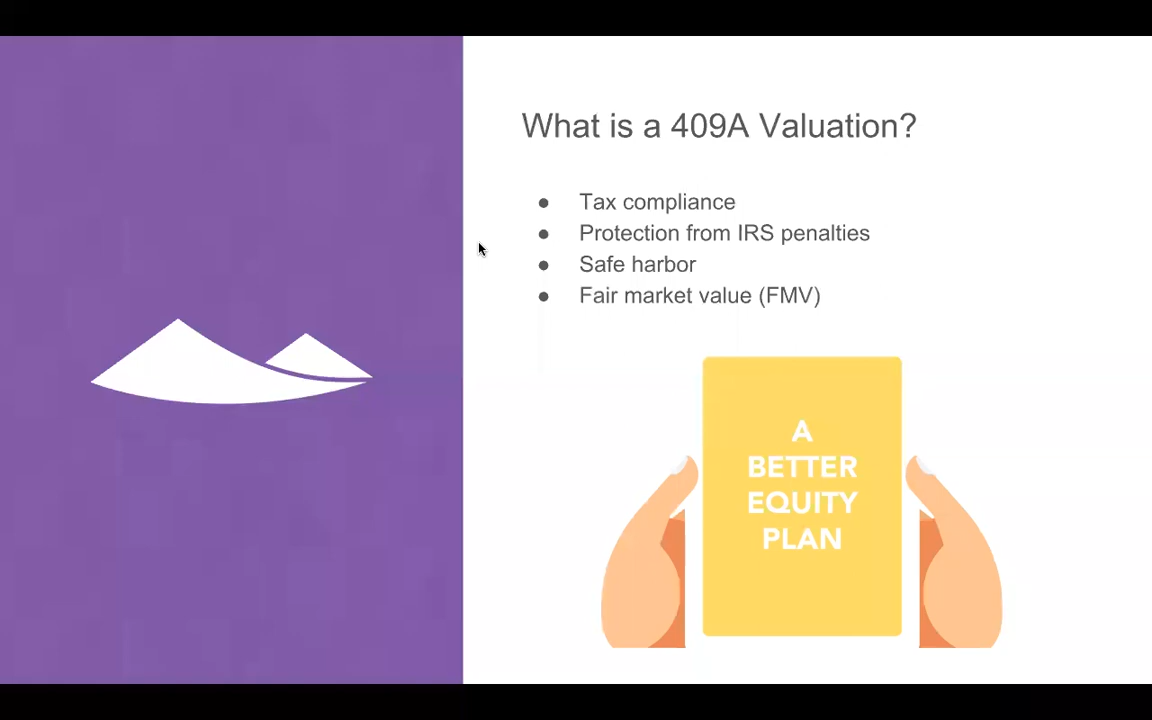 What is a 409A Valuation?
● Tax compliance
● Protection from IRS penalties
● Safe harbor
● Fair market value (FMV)
A
BETTER
EQUITY
PLAN